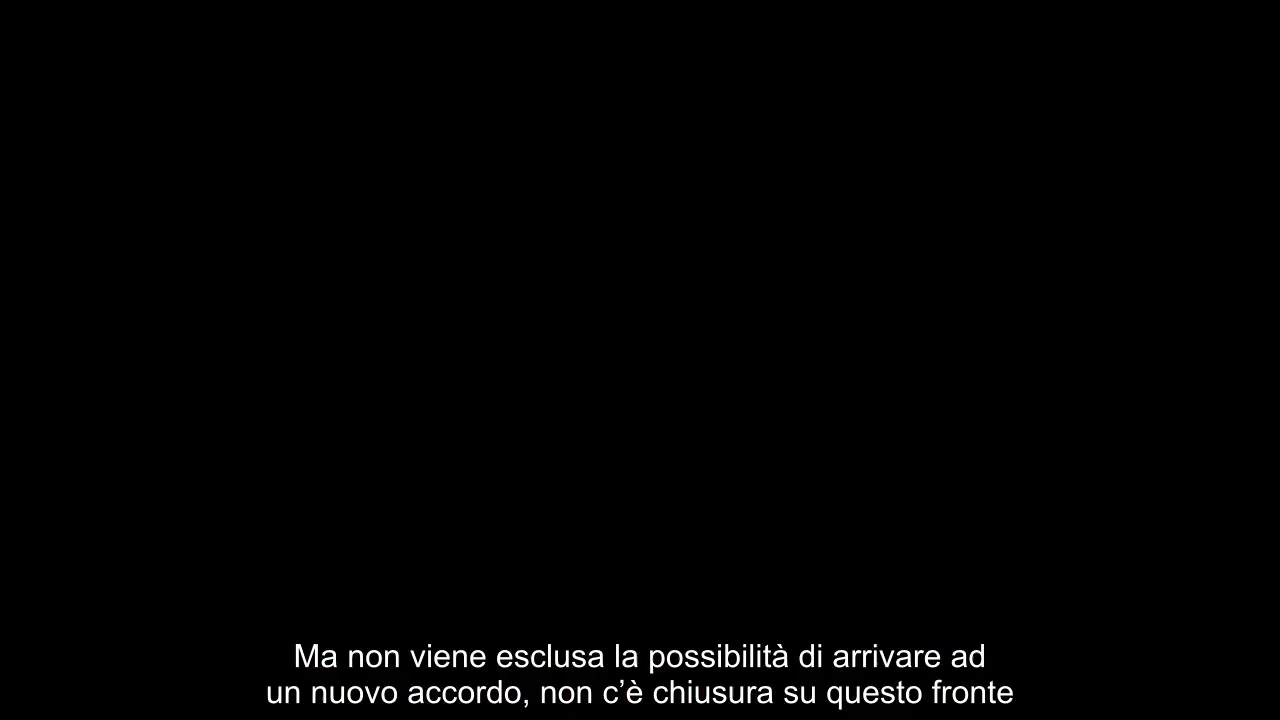 Ma non viene esclusa la possibilità di arrivare ad
un nuovo accordo, non c’è chiusura su questo fronte